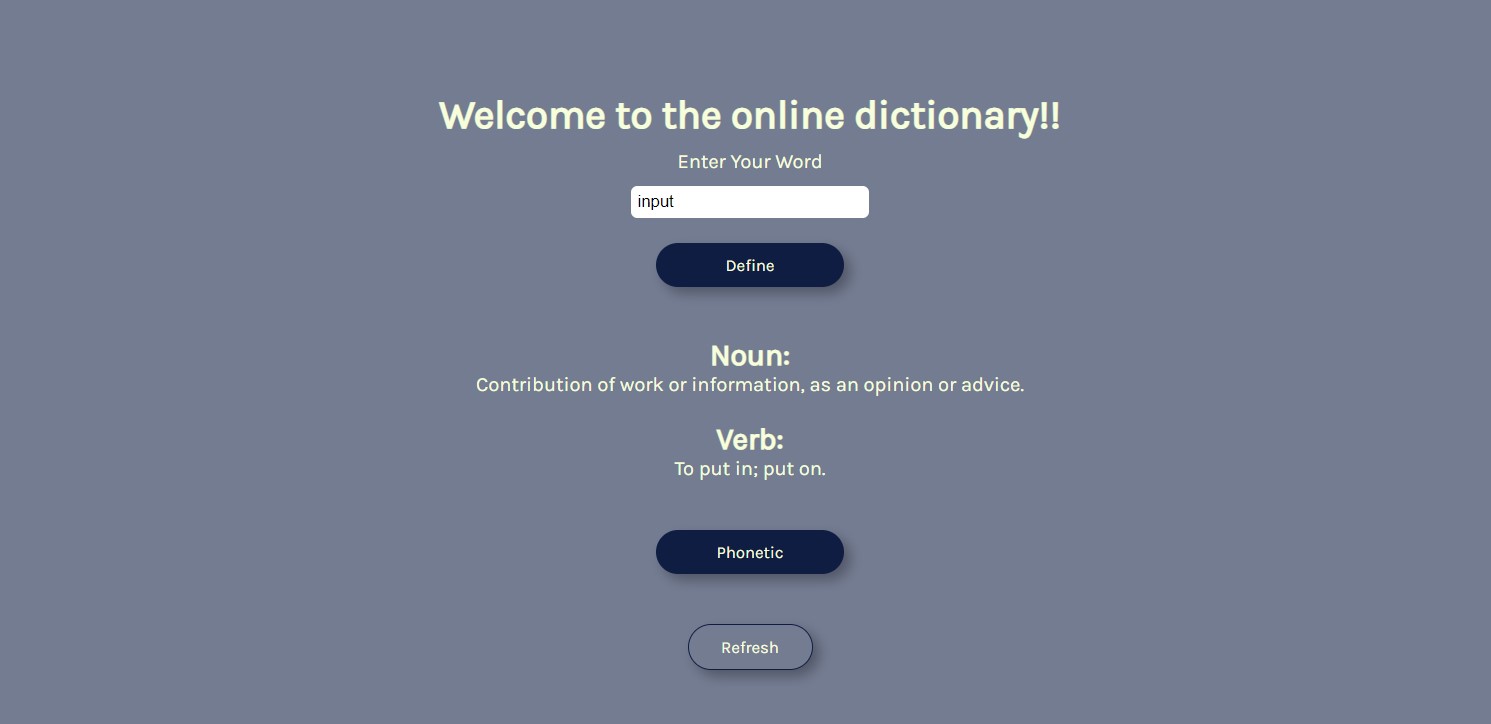 Welcome to the online dictionary!!
Enter Your Word
input
Define
Noun:
Contribution of work or information, as an opinion or advice.
Verb:
To put in; put on.
Phonetic
Refresh